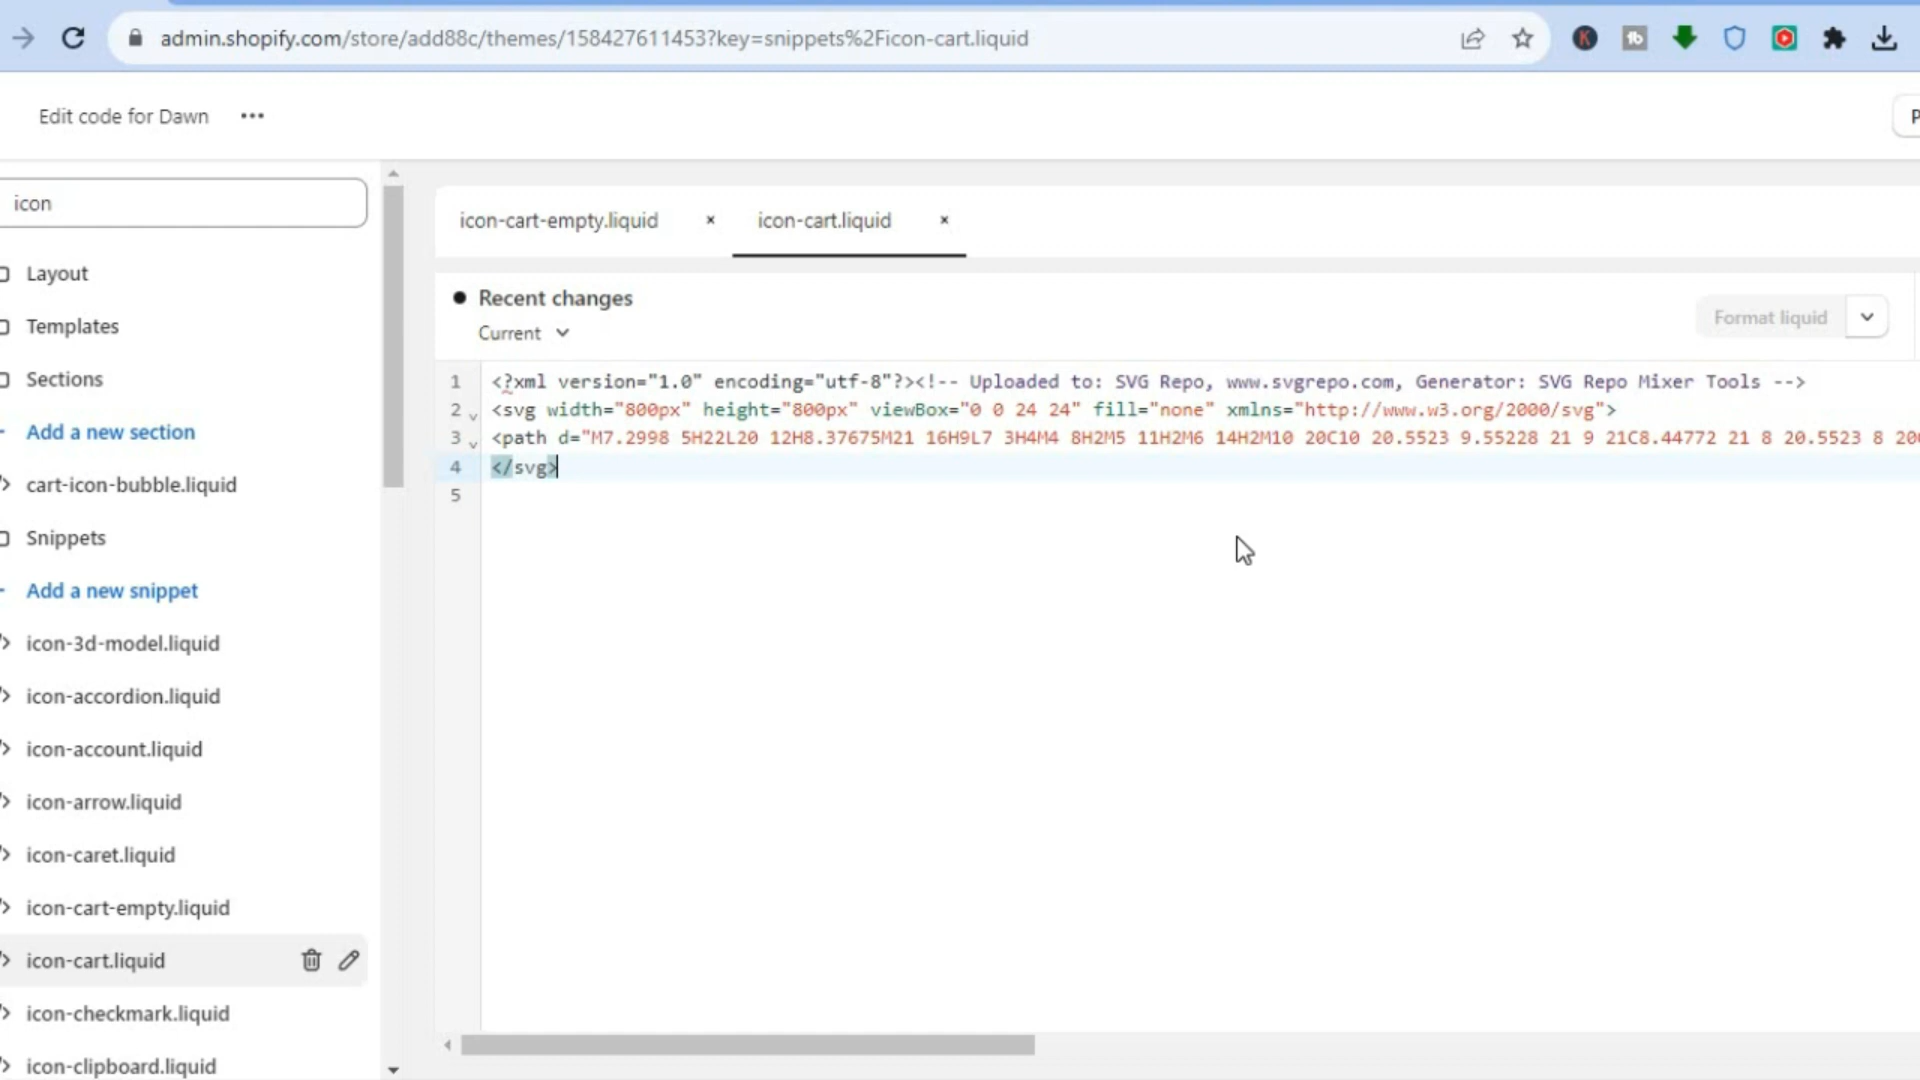 admin.shopify.com/store/add88c/themes/158427611453?key=snippets%2Ficon-cart.liquid
Edit code for Dawn ...
P
icon
Layout
Templates
Sections
Add a new section
cart-icon-bubble.liquid
Snippets
Add a new snippet
icon-3d-model.liquid
icon-accordion.liquid
icon-account.liquid
icon-arrow.liquid
icon-caret.liquid
icon-cart-empty.liquid
icon-cart.liquid
icon-checkmark.liquid
icon-clipboard.liquid
icon-cart-empty.liquid × icon-cart.liquid ×
Recent changes
Current
Format liquid
1 <?xml version="1.0" encoding="utf-8"?><!-- Uploaded to: SVG Repo, www.svgrepo.com, Generator: SVG Repo Mixer Tools -->
2 <svg width="800px" height="800px" viewBox="0 0 24 24" fill="none" xmlns="http://www.w3.org/2000/svg">
3 <path d="M7.2998 5H22L20 12H8.37675M21 16H9L7 3H4M4 8H2M5 11H2M6 14H2M10 20C10 20.5523 9.55228 21 9 21C8.44772 21 8 20.5523 8 20
4 </svg>
5